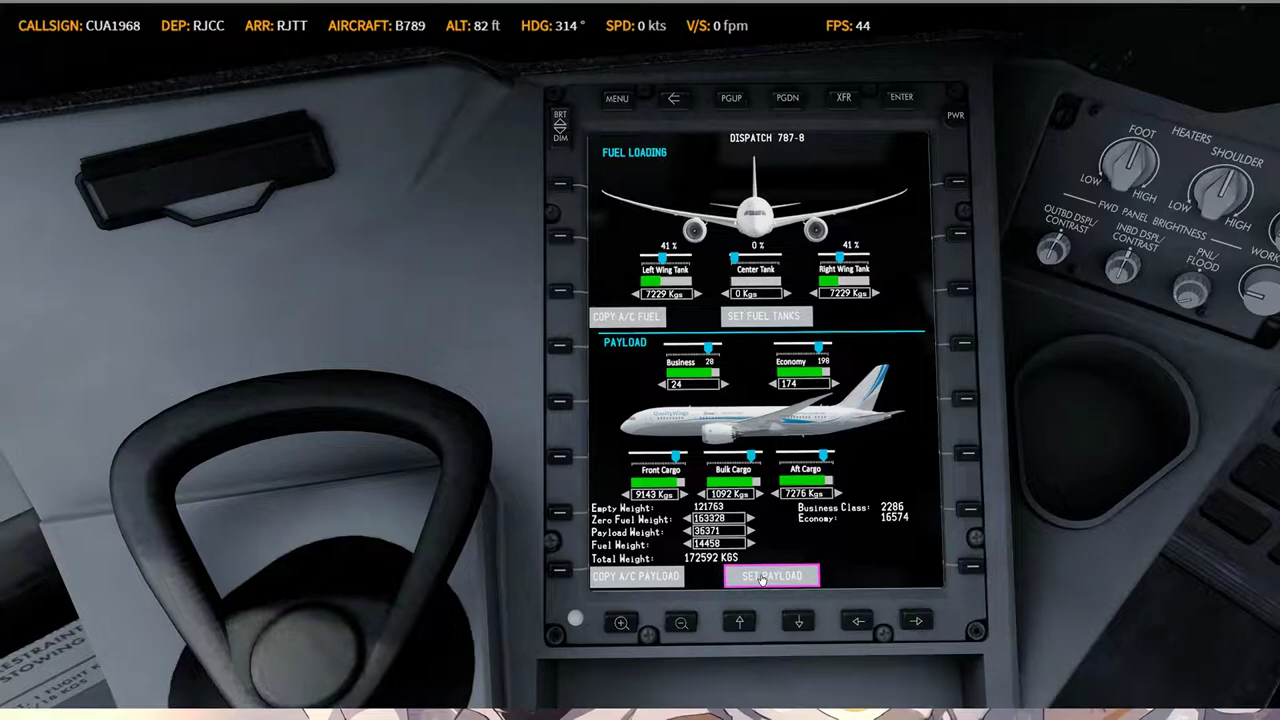 CALLSIGN: CUA1968 DEP: RJCC ARR: RJTT AIRCRAFT: B789 ALT: 82 ft HDG: 314 ° SPD: 0 kts V/S: 0 fpm FPS: 44
MENU PGUP PGDN XFR ENTER
BRT
DIM
PWR
DISPATCH 787-8
FUEL LOADING
41 % 0 % 41 %
Left Wing Tank Center Tank Right Wing Tank
7229 Kgs 0 Kgs 7229 Kgs
COPY A/C FUEL SET FUEL TANKS
PAYLOAD
Business 28 Economy 198
24 174
QualityWings
Front Cargo Bulk Cargo Aft Cargo
9143 Kgs 1092 Kgs 7276 Kgs
Empty Weight: 121763 Business Class: 2286
Zero Fuel Weight: 163328 Economy: 16574
Payload Weight: 36371
Fuel Weight: 14458
Total Weight: 172592 KGS
COPY A/C PAYLOAD SET PAYLOAD
HEATERS
FOOT SHOULDER
LOW HIGH LOW HIGH
FWD PANEL BRIGHTNESS
OUTBD DSPL/
CONTRAST
INBD DSPL/
CONTRAST
PNL/
FLOOD
WORK
STOWING